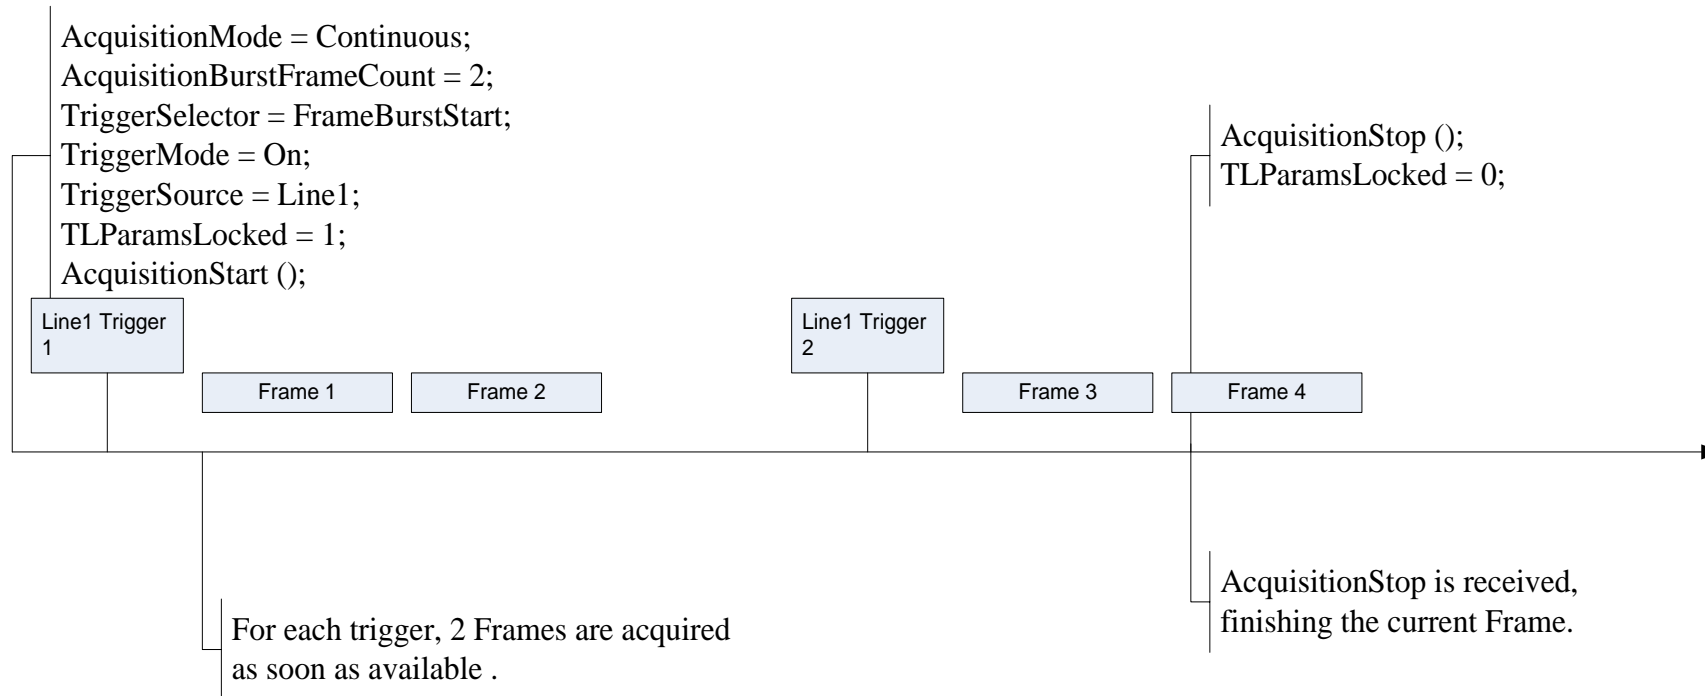 AcquisitionMode = Continuous;
AcquisitionBurstFrameCount = 2;
TriggerSelector = FrameBurstStart;
TriggerMode = On;
TriggerSource = Line1;
TLParamsLocked = 1;
AcquisitionStart ();
AcquisitionStop ();
TLParamsLocked = 0;
Line1 Trigger
1
Line1 Trigger
2
Frame 1
Frame 2
Frame 3
Frame 4
For each trigger, 2 Frames are acquired
as soon as available .
AcquisitionStop is received,
finishing the current Frame.